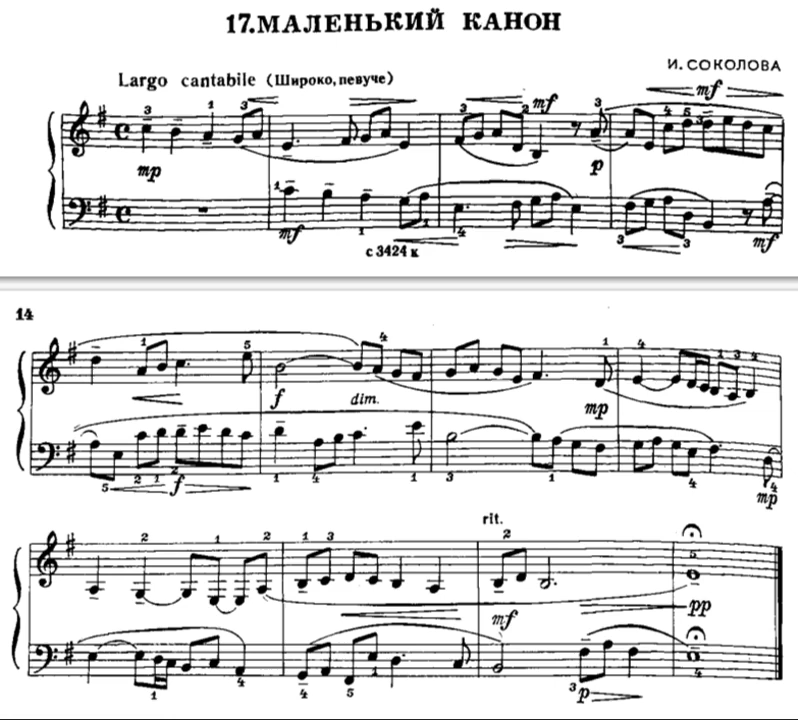 17.МАЛЕНЬКИЙ КАНОН
И. СОКОЛОВА
Largo cantabile (Широко, певуче)
mf
mf
mp
p
mf
mf
с 3424 к
14
f
dim.
mp
f
mp
rit.
mf
pp
p